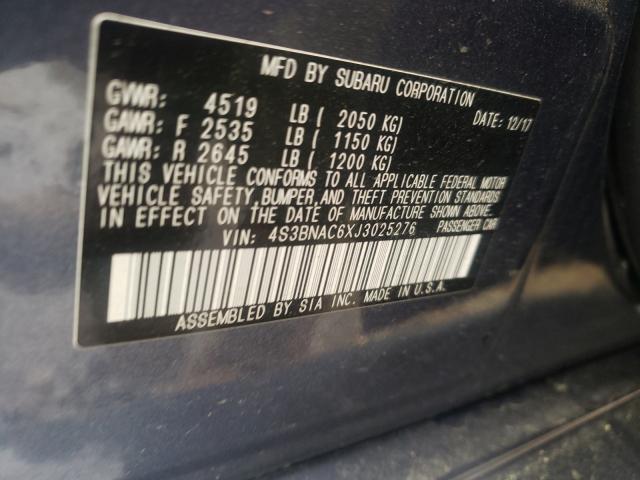 MFD BY SUBARU CORPORATION
GVWR: 4519 LB ( 2050 KG) DATE: 12/17
GAWR: F 2535 LB ( 1150 KG)
GAWR: R 2645 LB ( 1200 KG)
THIS VEHICLE CONFORMS TO ALL APPLICABLE FEDERAL MOTOR
VEHICLE SAFETY, BUMPER, AND THEFT PREVENTION STANDARDS
IN EFFECT ON THE DATE OF MANUFACTURE SHOWN ABOVE.
VIN: 4S3BNAC6XJ3025276 PASSENGER CAR
ASSEMBLED BY SIA INC. MADE IN U.S.A.